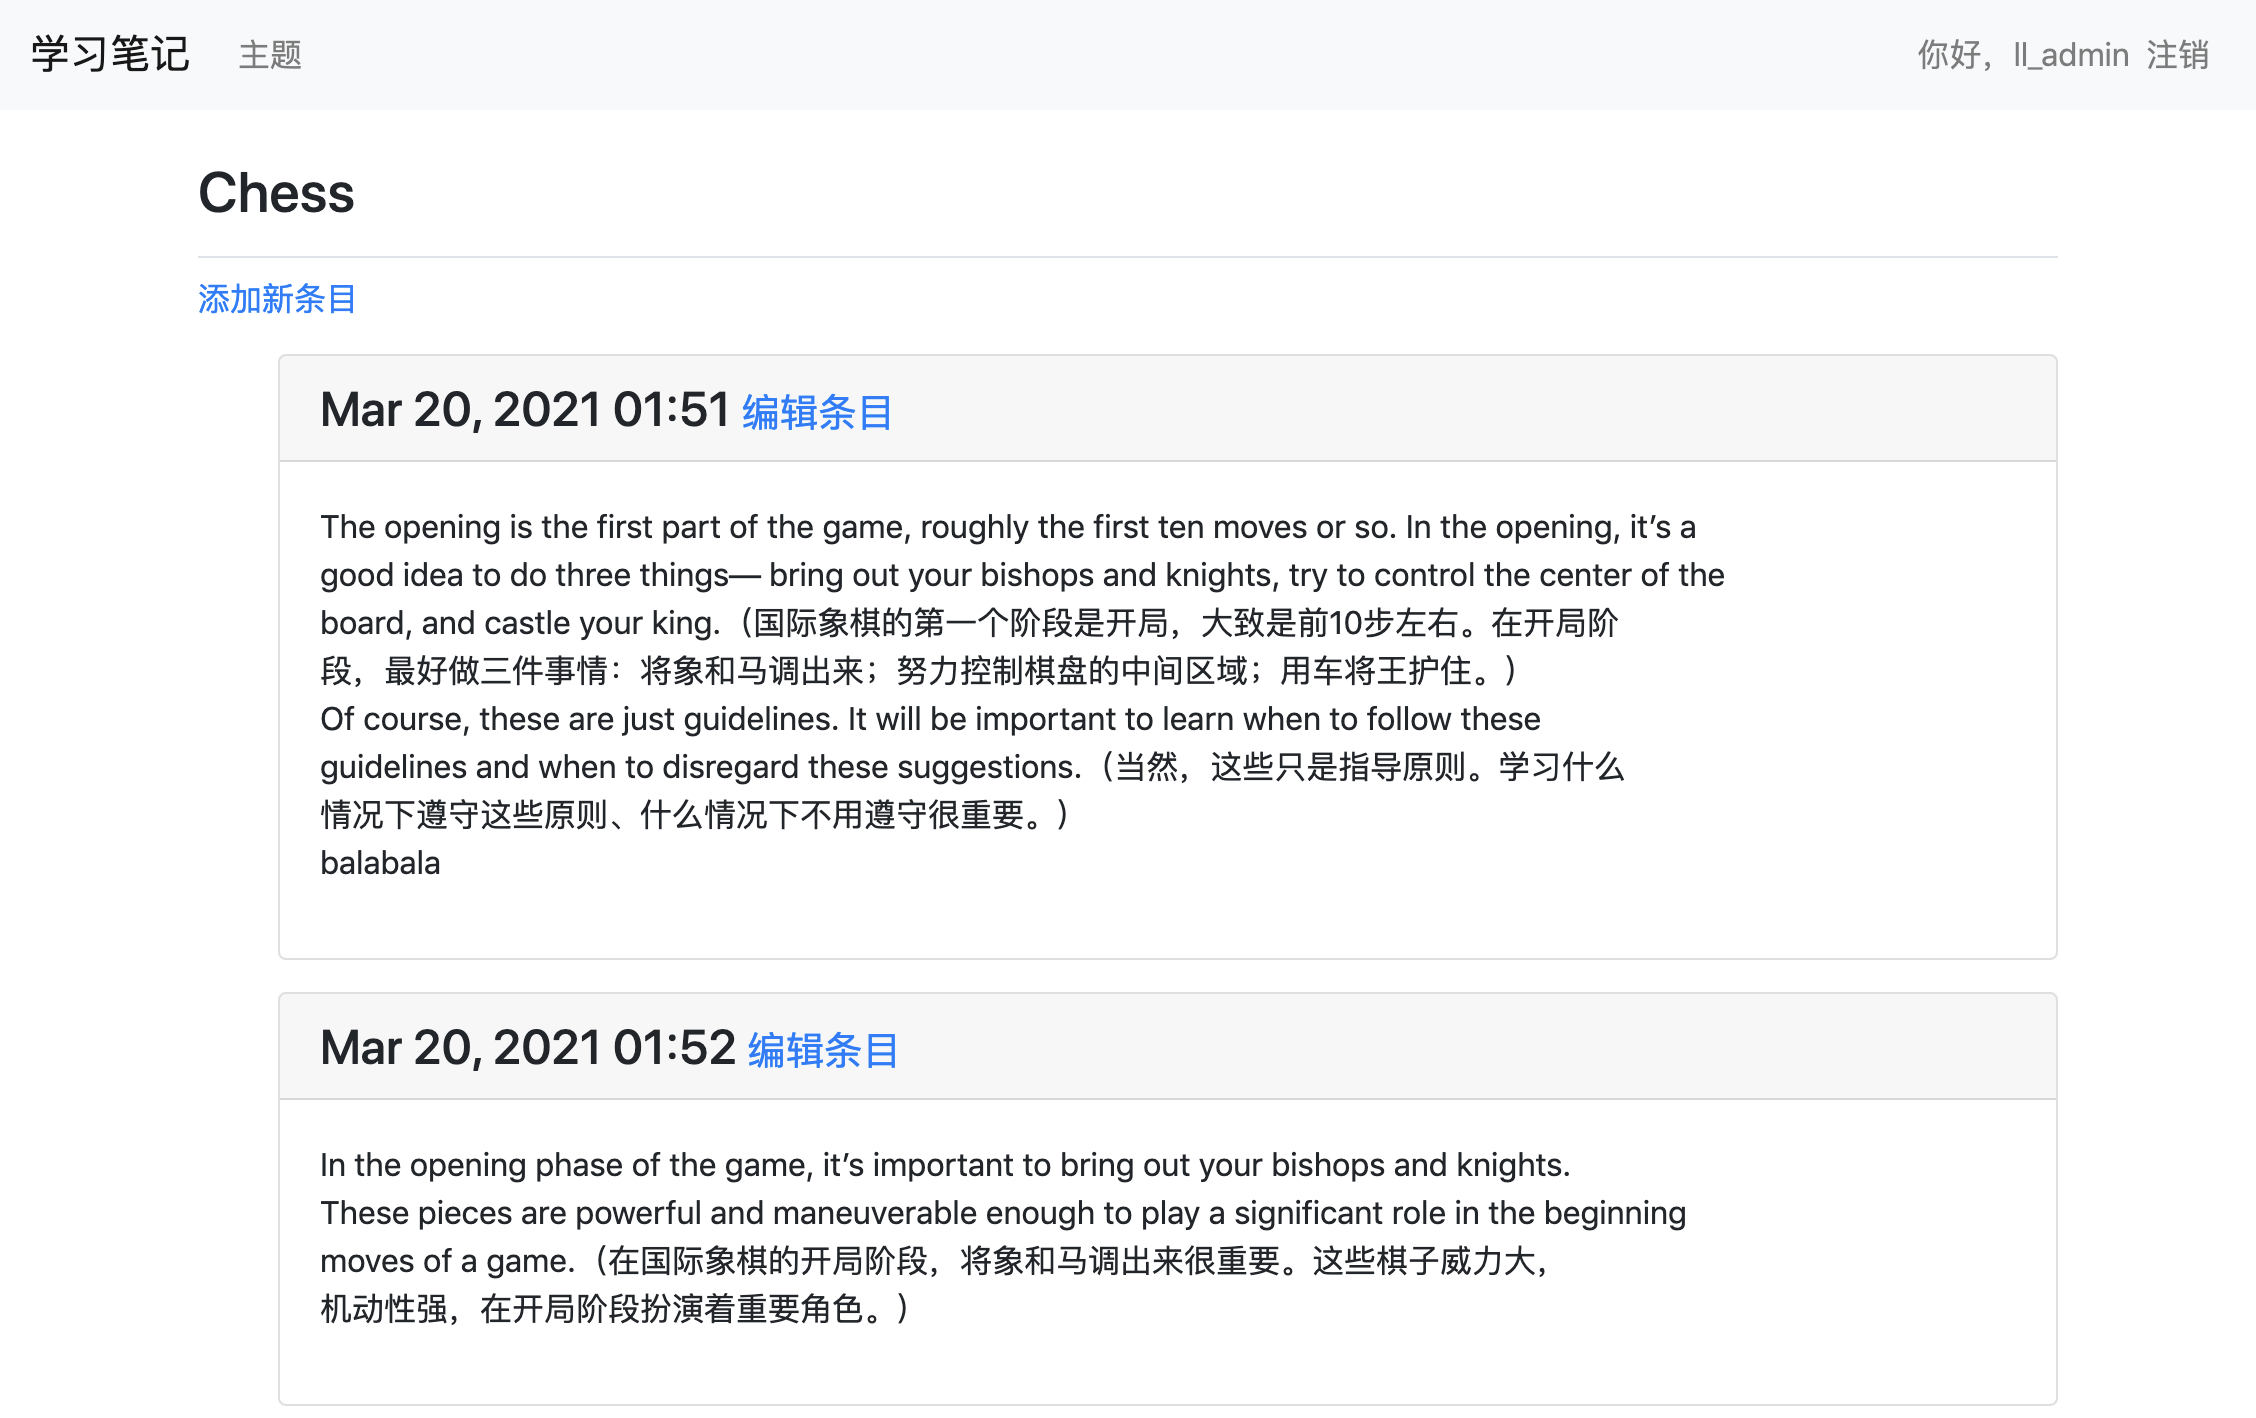 学习笔记 主题 你好，ll_admin 注销
Chess
添加新条目
Mar 20, 2021 01:51 编辑条目
The opening is the first part of the game, roughly the first ten moves or so. In the opening, it’s a
good idea to do three things— bring out your bishops and knights, try to control the center of the
board, and castle your king.（国际象棋的第一个阶段是开局，大致是前10步左右。在开局阶
段，最好做三件事情：将象和马调出来；努力控制棋盘的中间区域；用车将王护住。）
Of course, these are just guidelines. It will be important to learn when to follow these
guidelines and when to disregard these suggestions.（当然，这些只是指导原则。学习什么
情况下遵守这些原则、什么情况下不用遵守很重要。）
balabala
Mar 20, 2021 01:52 编辑条目
In the opening phase of the game, it’s important to bring out your bishops and knights.
These pieces are powerful and maneuverable enough to play a significant role in the beginning
moves of a game.（在国际象棋的开局阶段，将象和马调出来很重要。这些棋子威力大，
机动性强，在开局阶段扮演着重要角色。）